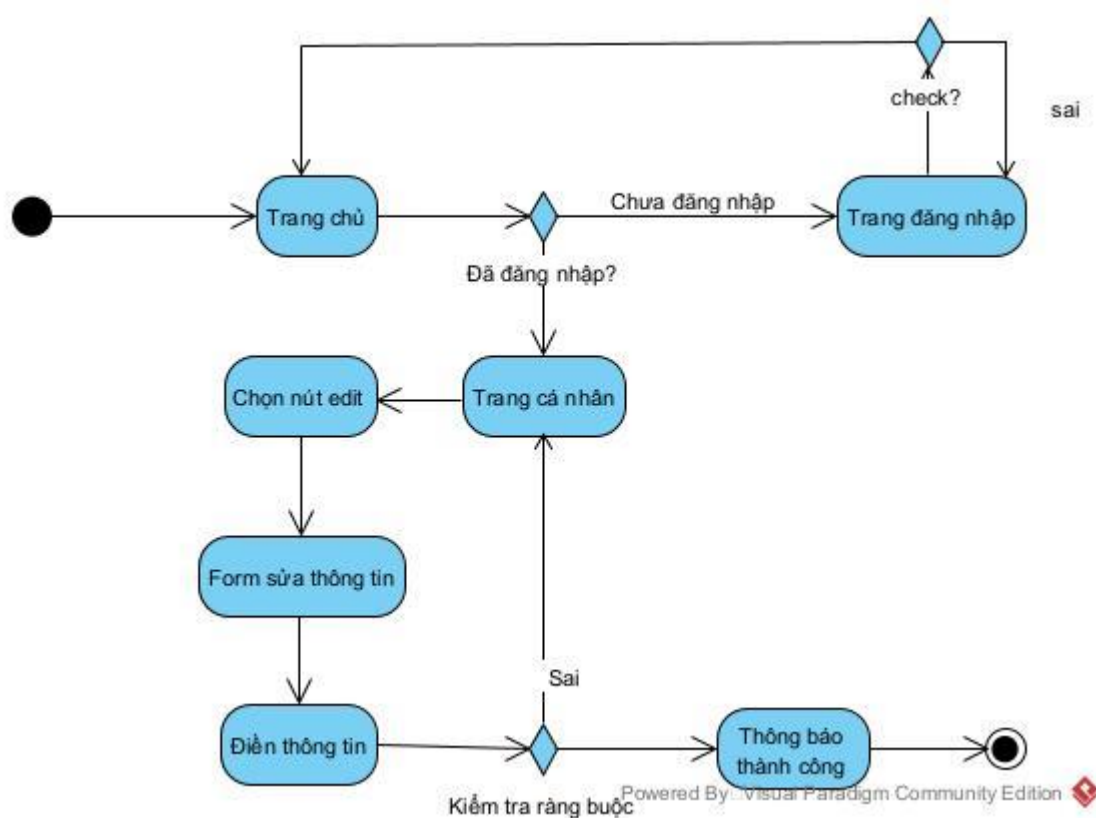 check?
sai
Trang chủ
Chưa đăng nhập
Trang đăng nhập
Đã đăng nhập?
Chọn nút edit
Trang cá nhân
Form sửa thông tin
Sai
Điền thông tin
Thông báo
thành công
Kiểm tra ràng buộc
Powered By Visual Paradigm Community Edition